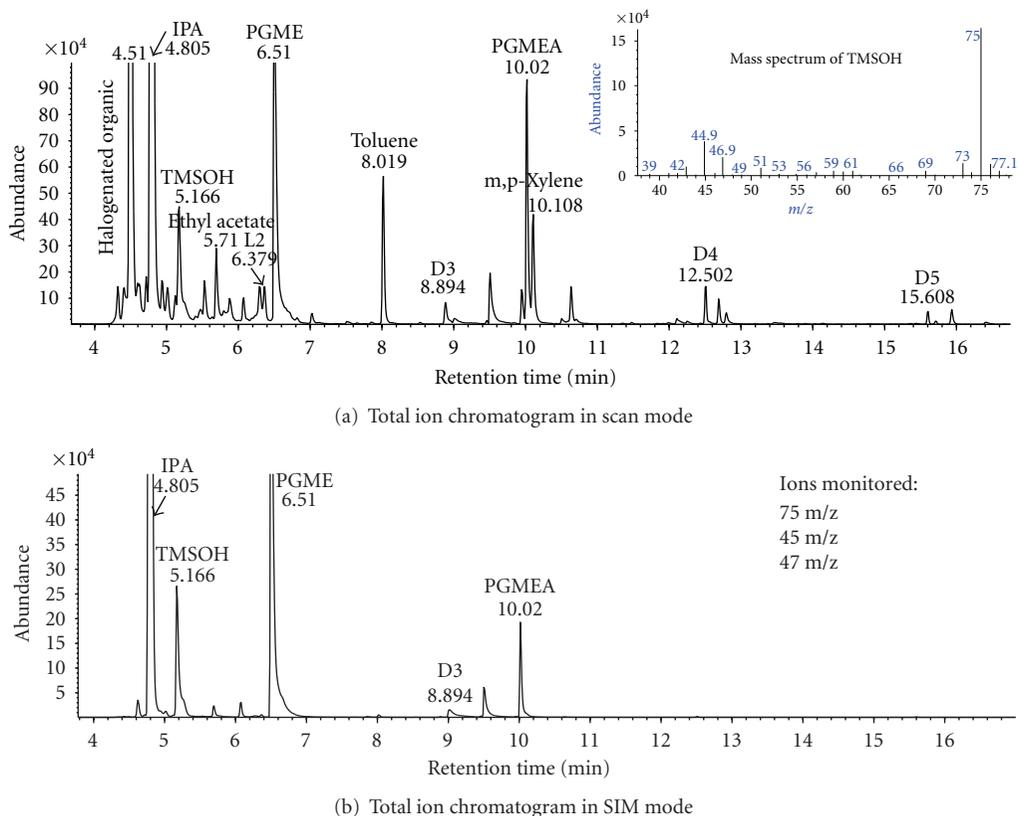 ×10⁴
Abundance
90
80
70
60
50
40
30
20
10
Halogenated organic
4.51
IPA
4.805
TMSOH
5.166
Ethyl acetate
5.71 L2
6.379
PGME
6.51
Toluene
8.019
D3
8.894
PGMEA
10.02
m,p-Xylene
10.108
D4
12.502
D5
15.608
4 5 6 7 8 9 10 11 12 13 14 15 16
Retention time (min)
×10⁴
Abundance
15
10
5
0
Mass spectrum of TMSOH
39 42 44.9 46.9 49 51 53 56 59 61 66 69 73 75 77.1
40 45 50 55 60 65 70 75
m/z
(a) Total ion chromatogram in scan mode
×10⁴
Abundance
45
40
35
30
25
20
15
10
5
IPA
4.805
TMSOH
5.166
PGME
6.51
D3
8.894
PGMEA
10.02
Ions monitored:
75 m/z
45 m/z
47 m/z
4 5 6 7 8 9 10 11 12 13 14 15 16
Retention time (min)
(b) Total ion chromatogram in SIM mode